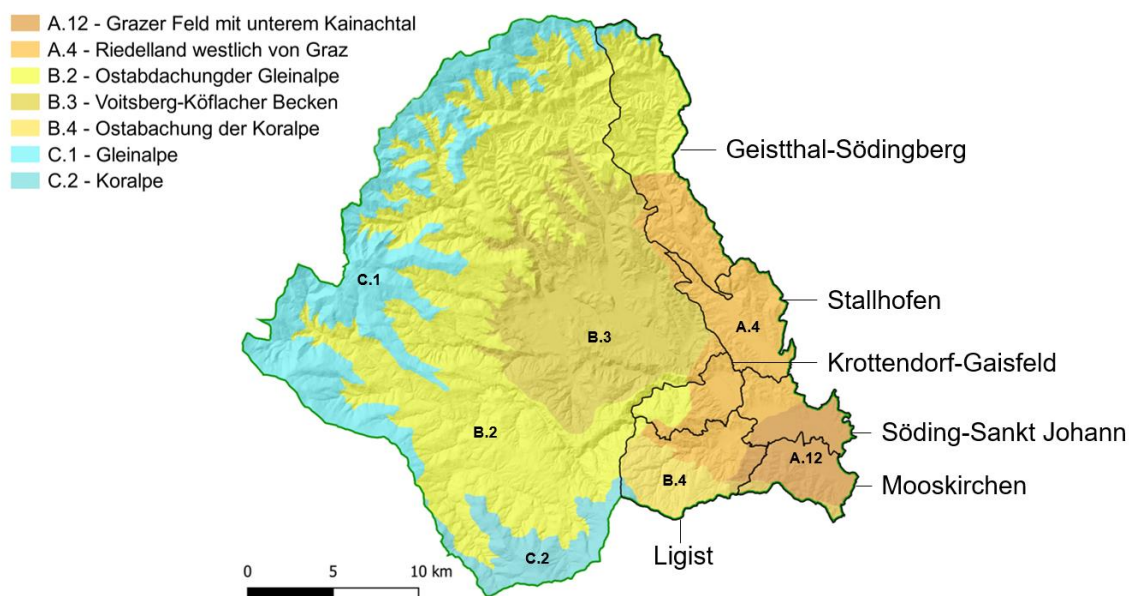 A.12 - Grazer Feld mit unterem Kainachtal
A.4 - Riedelland westlich von Graz
B.2 - Ostabdachungder Gleinalpe
B.3 - Voitsberg-Köflacher Becken
B.4 - Ostabachung der Koralpe
C.1 - Gleinalpe
C.2 - Koralpe
Geistthal-Södingberg
C.1
Stallhofen
A.4
B.3
Krottendorf-Gaisfeld
B.2
Söding-Sankt Johann
A.12
B.4
Mooskirchen
Ligist
C.2
0 5 10 km